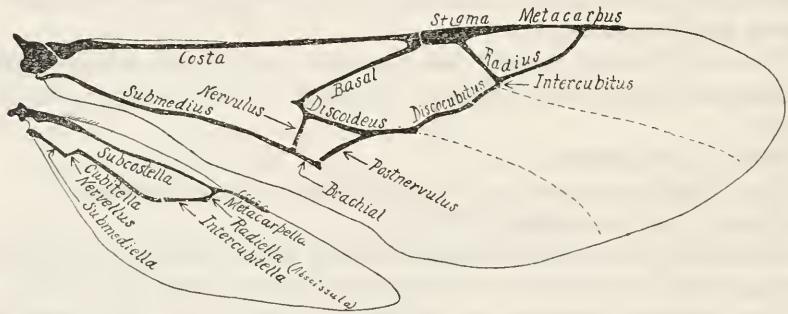 Stigma
Metacarpus
Costa
Radius
Basal
Intercubitus
Nervulus
Submedius
Discoideus
Discocubitus
Postnervulus
Brachial
Subcostella
Cubitella
Nervellus
Submediella
Metacarpella
Radiella (Abscissula)
Intercubitella